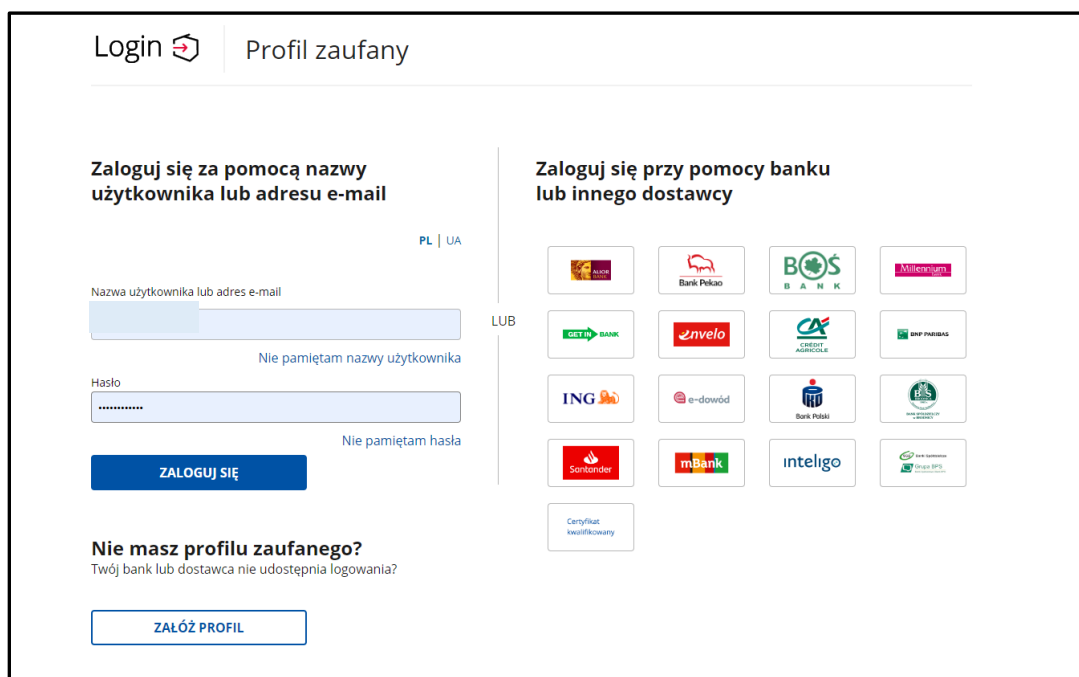 Login
Profil zaufany
Zaloguj się za pomocą nazwy
użytkownika lub adresu e-mail
PL | UA
Nazwa użytkownika lub adres e-mail
Nie pamiętam nazwy użytkownika
Hasło
••••••••••••
Nie pamiętam hasła
ZALOGUJ SIĘ
Nie masz profilu zaufanego?
Twój bank lub dostawca nie udostępnia logowania?
ZAŁÓŻ PROFIL
LUB
Zaloguj się przy pomocy banku
lub innego dostawcy
ALIOR
BANK
Bank Pekao
BOŚ
BANK
Millennium
GET IN BANK
envelo
CRÉDIT
AGRICOLE
BNP PARIBAS
ING
e-dowód
Bank Polski
BS
Santander
mBank
inteligo
Grupa BPS
Certyfikat
kwalifikowany